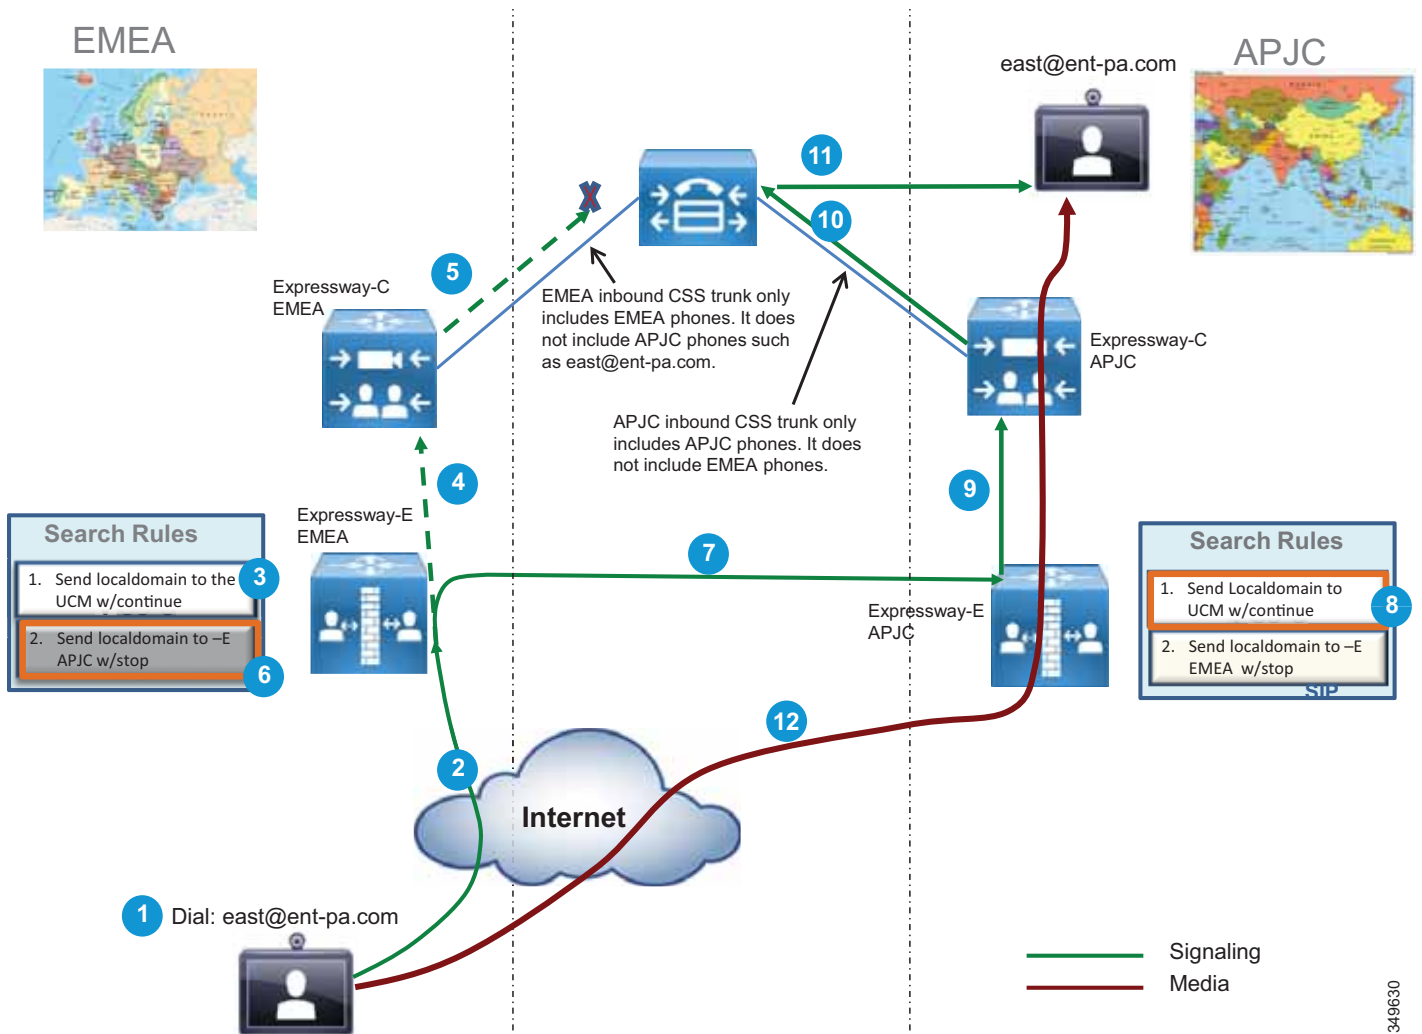 EMEA
APJC
east@ent-pa.com
11
10
5
Expressway-C
EMEA
EMEA inbound CSS trunk only
includes EMEA phones. It does
not include APJC phones such
as east@ent-pa.com.
Expressway-C
APJC
APJC inbound CSS trunk only
includes APJC phones. It does
not include EMEA phones.
4
9
Expressway-E
EMEA
Search Rules
1. Send localdomain to the
UCM w/continue
3
2. Send localdomain to –E
APJC w/stop
6
7
Expressway-E
APJC
Search Rules
1. Send Localdomain to
UCM w/continue
8
2. Send localdomain to –E
EMEA w/stop
SIP
12
2
Internet
1 Dial: east@ent-pa.com
Signaling
Media
349630